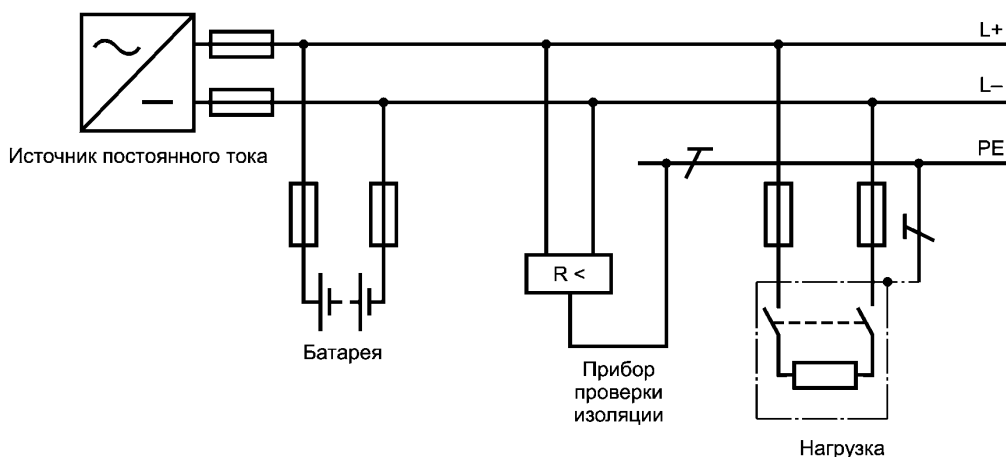 L+
L–
Источник постоянного тока
PE
R <
Батарея
Прибор
проверки
изоляции
Нагрузка